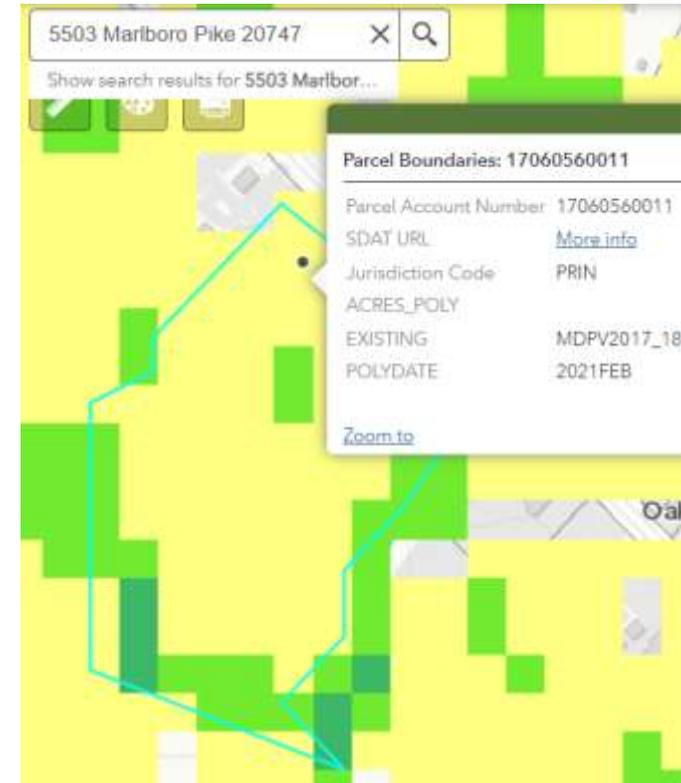 5503 Marlboro Pike 20747
Show search results for 5503 Marlbor...
Parcel Boundaries: 17060560011
Parcel Account Number 17060560011
SDAT URL More info
Jurisdiction Code PRIN
ACRES_POLY
EXISTING MDPV2017_18
POLYDATE 2021FEB
Zoom to
Oal